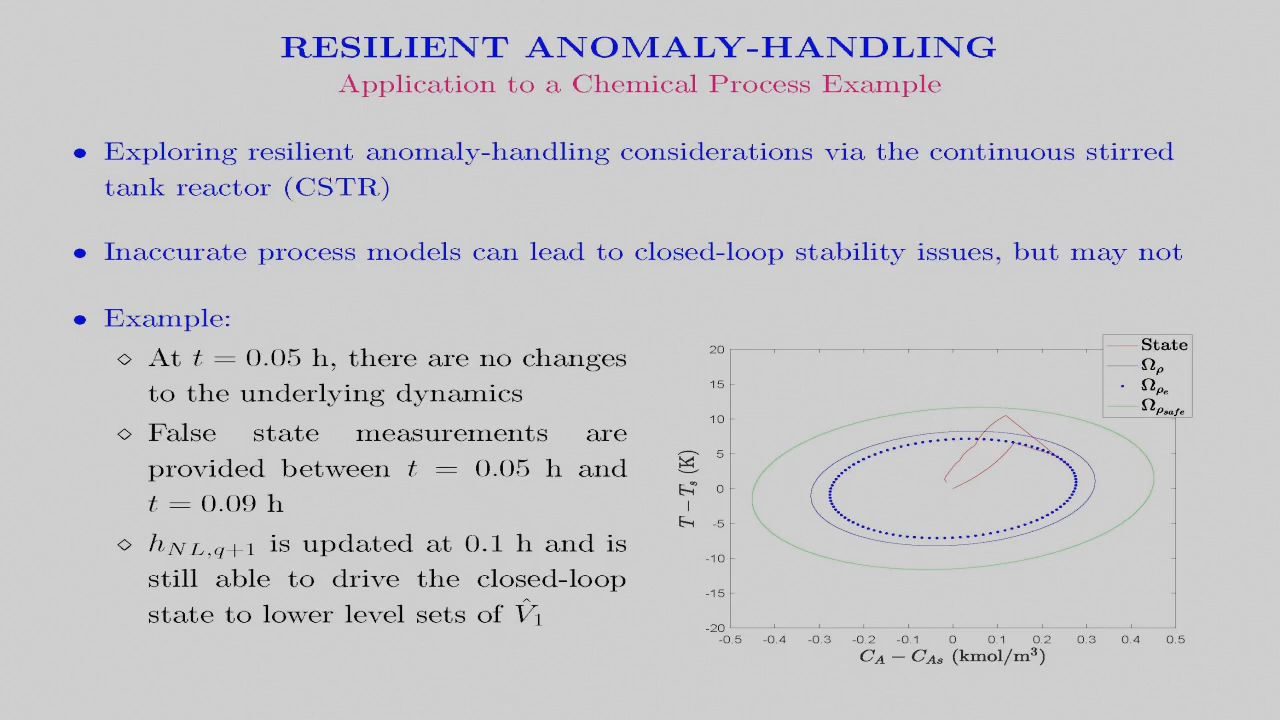 RESILIENT ANOMALY-HANDLING
Application to a Chemical Process Example
• Exploring resilient anomaly-handling considerations via the continuous stirred
tank reactor (CSTR)
• Inaccurate process models can lead to closed-loop stability issues, but may not
• Example:
⋄ At t = 0.05 h, there are no changes
to the underlying dynamics
⋄ False state measurements are
provided between t = 0.05 h and
t = 0.09 h
⋄ h_{NL,q+1} is updated at 0.1 h and is
still able to drive the closed-loop
state to lower level sets of V̂₁
State
Ω_ρ
Ω_{ρ_e}
Ω_{ρ_{safe}}
20
15
10
5
0
-5
-10
-15
-20
T − T_s (K)
-0.5 -0.4 -0.3 -0.2 -0.1 0 0.1 0.2 0.3 0.4 0.5
C_A − C_{As} (kmol/m³)